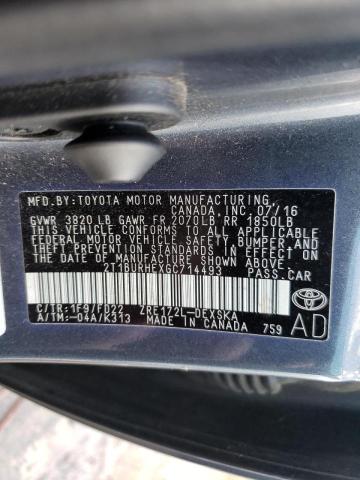 MFD.BY:TOYOTA MOTOR MANUFACTURING,
CANADA,INC. 07/16
GVWR 3820 LB GAWR FR 2070LB RR 1850LB
THIS VEHICLE CONFORMS TO ALL APPLICABLE
FEDERAL MOTOR VEHICLE SAFETY, BUMPER, AND
THEFT PREVENTION STANDARDS IN EFFECT ON
THE DATE OF MANUFACTURE SHOWN ABOVE.
2T1BURHEXGC714493 PASS.CAR
C/TR:1F9/FD22 ZRE172L-DEXSKA
A/TM:-04A/K313 MADE IN CANADA 759
AD